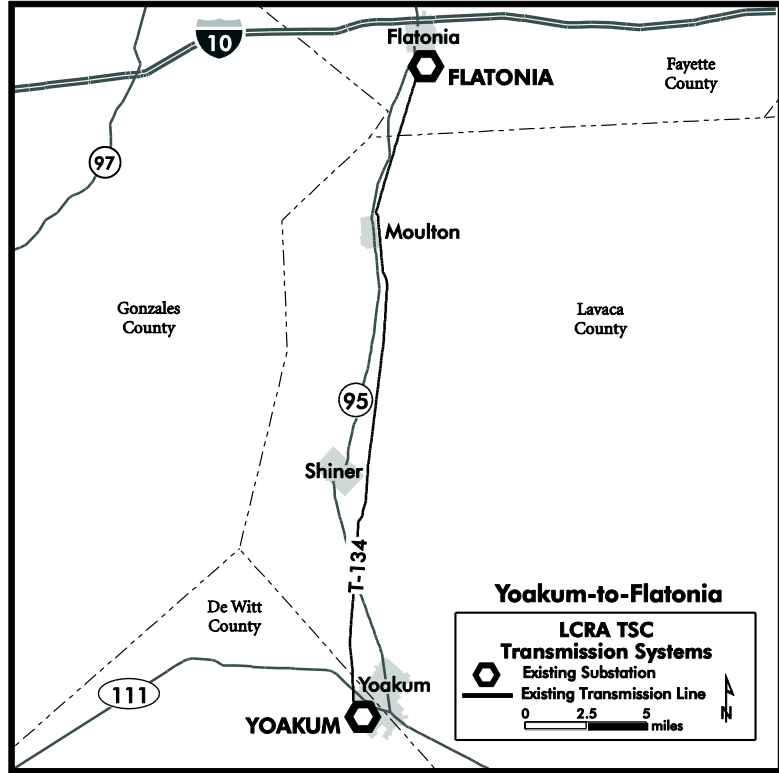 10
Flatonia
FLATONIA
Fayette
County
97
Moulton
Gonzales
County
Lavaca
County
95
Shiner
T-134
De Witt
County
111
Yoakum
YOAKUM
Yoakum-to-Flatonia
LCRA TSC
Transmission Systems
Existing Substation
Existing Transmission Line
0 2.5 5
miles
N